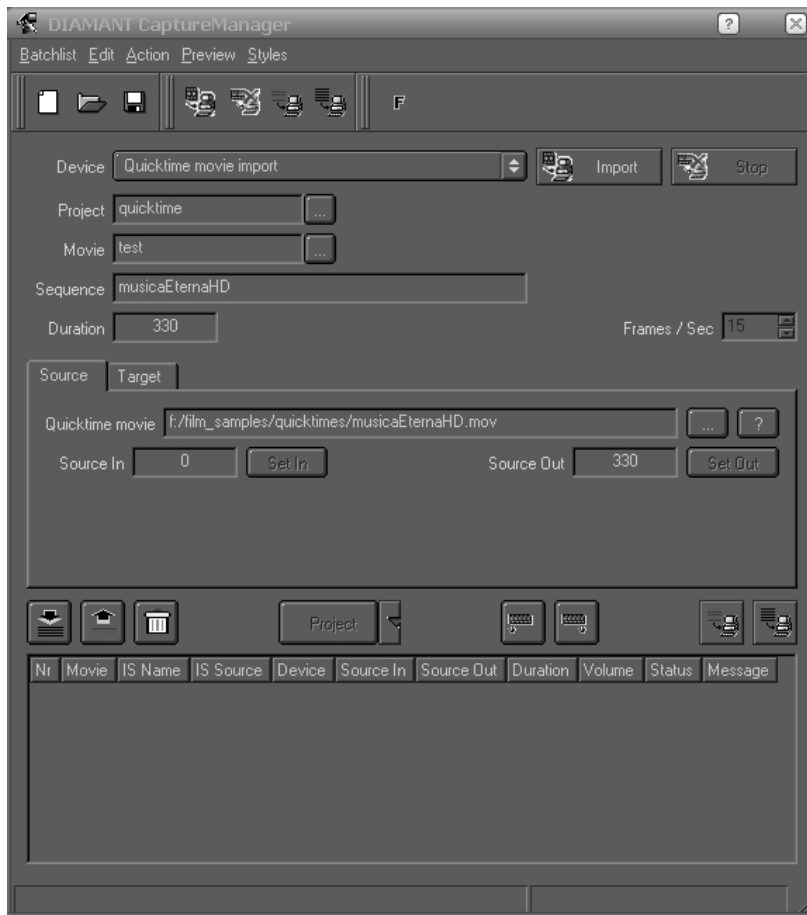 DIAMANT CaptureManager ?
Batchlist Edit Action Preview Styles
F
Device Quicktime movie import Import Stop
Project quicktime ...
Movie test ...
Sequence musicaEternaHD
Duration 330 Frames / Sec 15
Source Target
Quicktime movie f:/film_samples/quicktimes/musicaEternaHD.mov ... ?
Source In 0 Set In Source Out 330 Set Out
Project
Nr Movie IS Name IS Source Device Source In Source Out Duration Volume Status Message